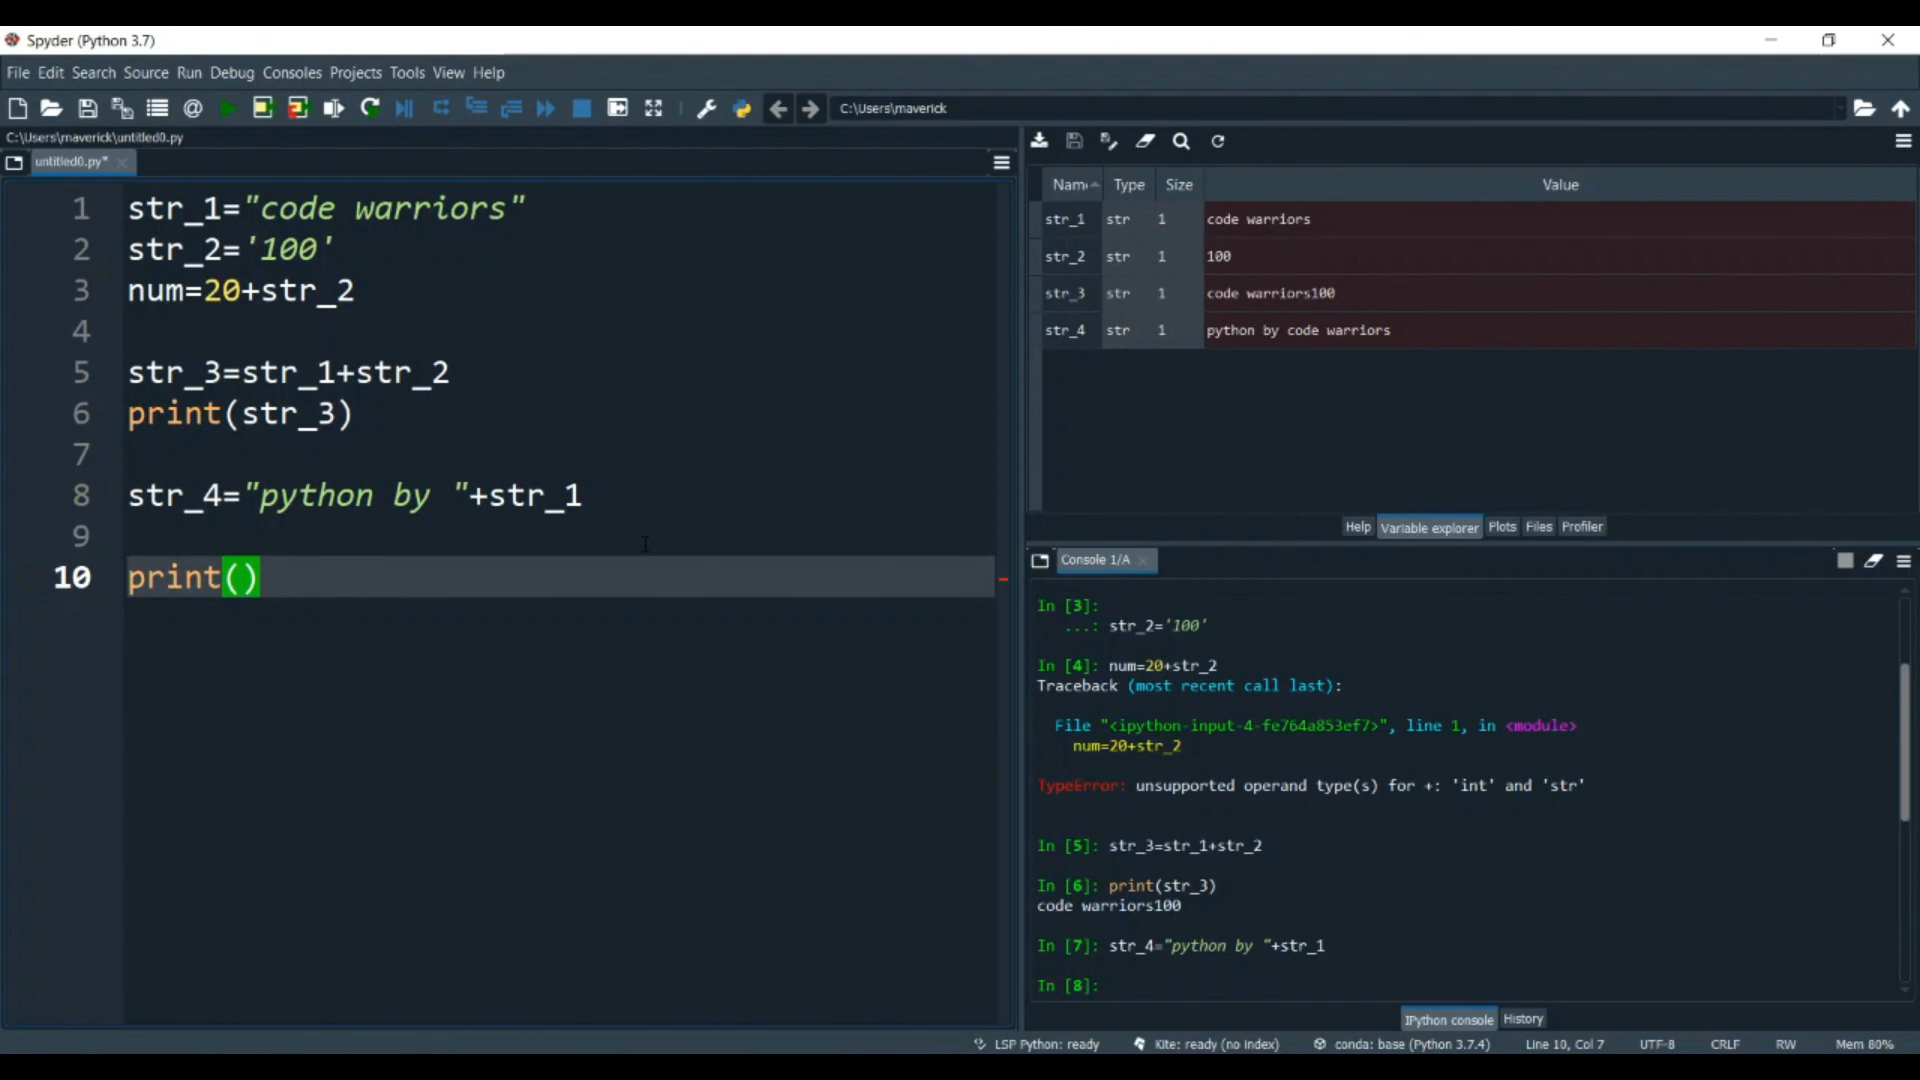 Spyder (Python 3.7)
File Edit Search Source Run Debug Consoles Projects Tools View Help
C:\Users\maverick
C:\Users\maverick\untitled0.py
untitled0.py*
1 str_1="code warriors"
2 str_2='100'
3 num=20+str_2
4
5 str_3=str_1+str_2
6 print(str_3)
7
8 str_4="python by "+str_1
9
10 print()
Name Type Size Value
str_1 str 1 code warriors
str_2 str 1 100
str_3 str 1 code warriors100
str_4 str 1 python by code warriors
Help Variable explorer Plots Files Profiler
Console 1/A
In [3]:
...: str_2='100'
In [4]: num=20+str_2
Traceback (most recent call last):
File "<ipython-input-4-fe764a853ef7>", line 1, in <module>
num=20+str_2
TypeError: unsupported operand type(s) for +: 'int' and 'str'
In [5]: str_3=str_1+str_2
In [6]: print(str_3)
code warriors100
In [7]: str_4="python by "+str_1
In [8]:
IPython console History
LSP Python: ready Kite: ready (no index) conda: base (Python 3.7.4) Line 10, Col 7 UTF-8 CRLF RW Mem 80%